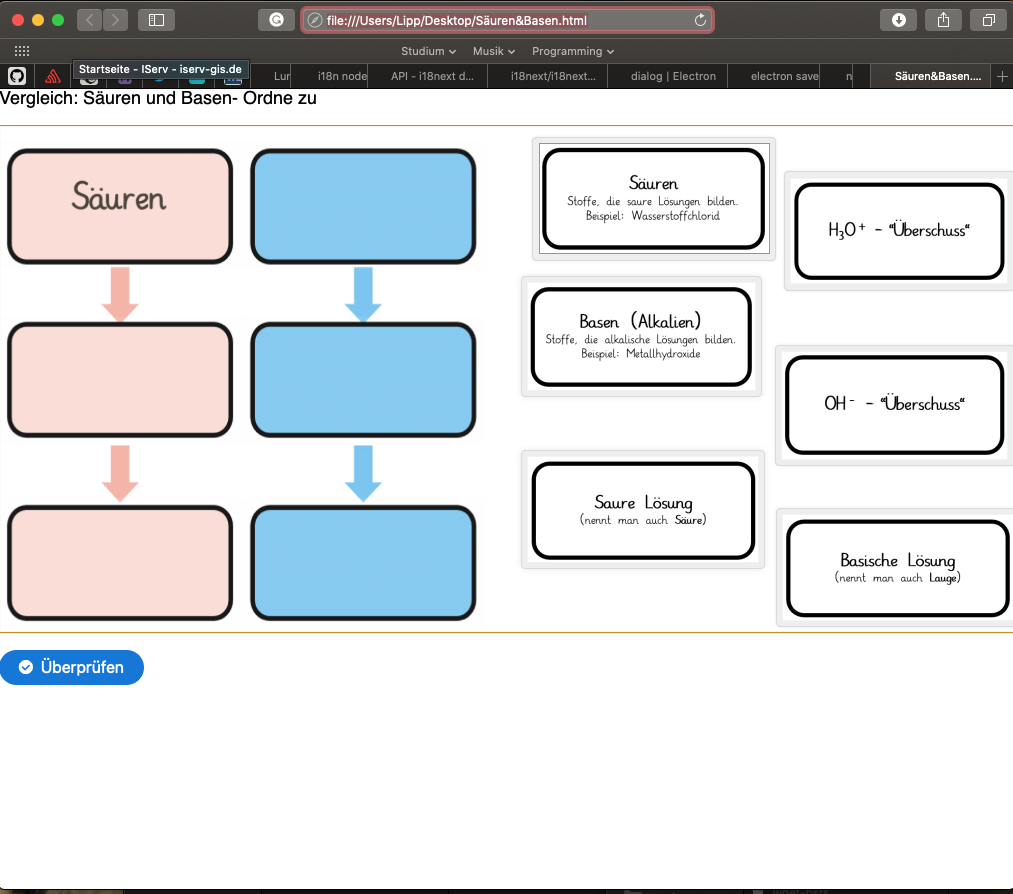 file:///Users/Lipp/Desktop/Säuren&Basen.html
Studium Musik Programming
Startseite - IServ - iserv-gis.de
Lur i18n node API - i18next d... i18next/i18next... dialog | Electron electron save n Säuren&Basen....
Vergleich: Säuren und Basen- Ordne zu
Säuren
Säuren
Stoffe, die saure Lösungen bilden.
Beispiel: Wasserstoffchlorid
H₃O⁺ - “Überschuss“
Basen (Alkalien)
Stoffe, die alkalische Lösungen bilden.
Beispiel: Metallhydroxide
OH⁻ - “Überschuss“
Saure Lösung
(nennt man auch Säure)
Basische Lösung
(nennt man auch Lauge)
Überprüfen